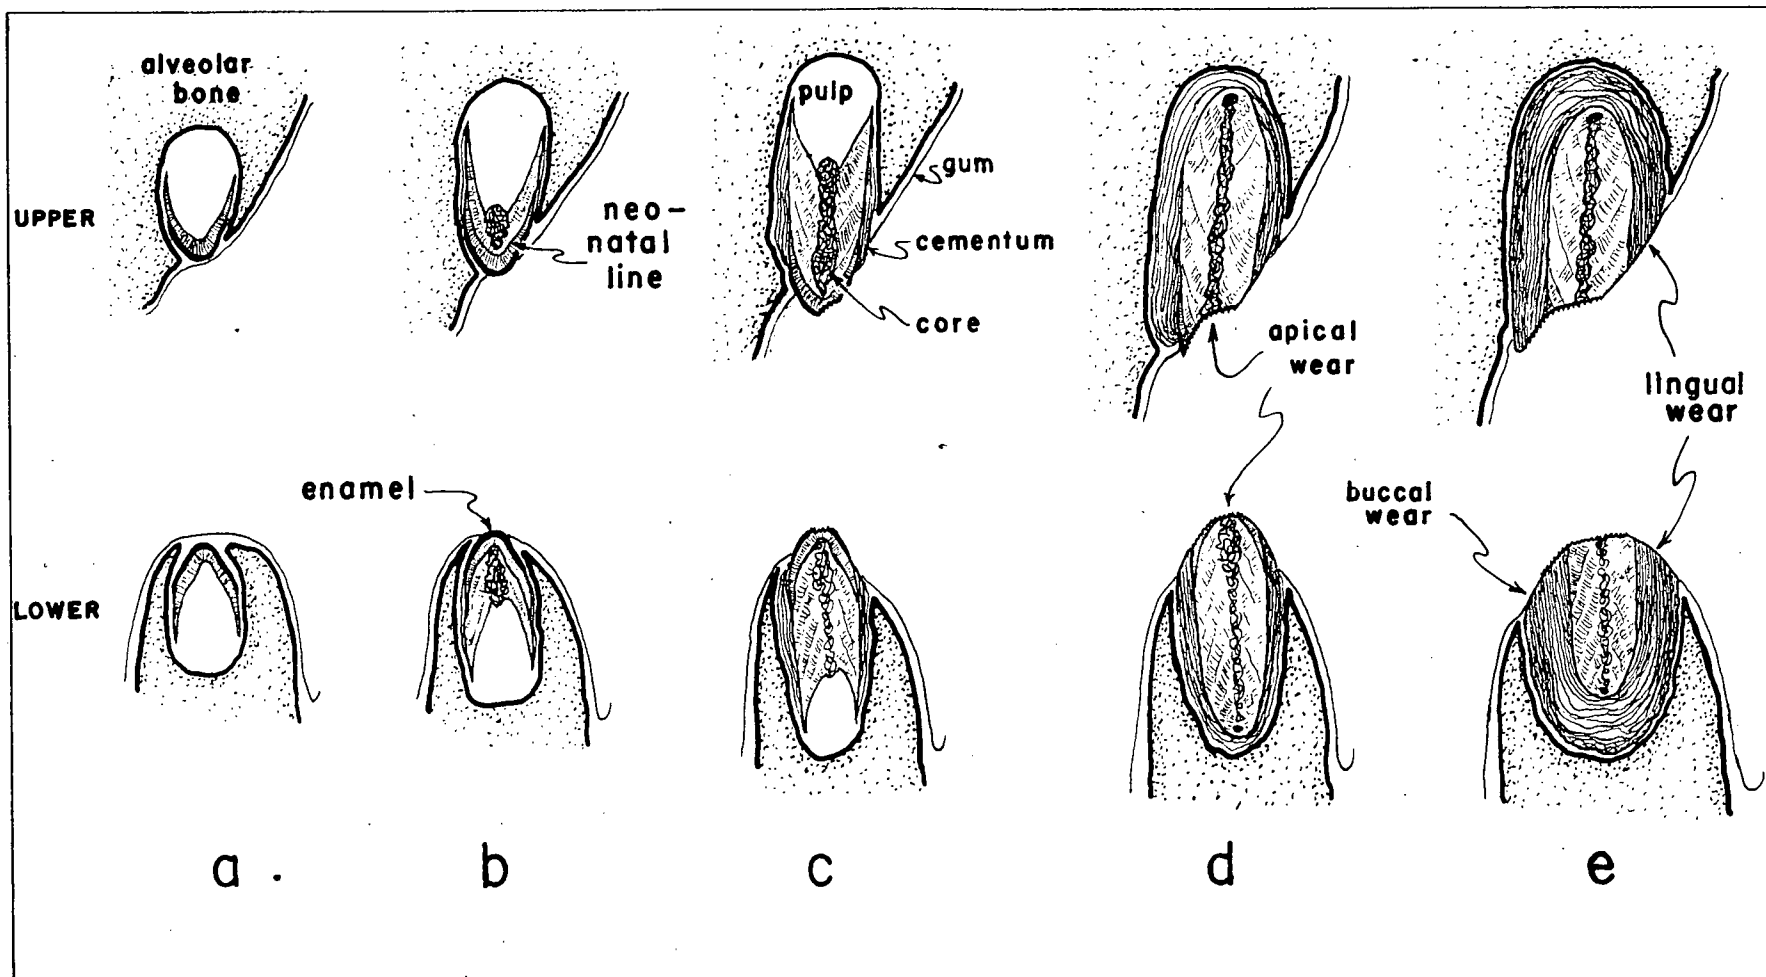 alveolar
bone
UPPER
neo-
natal
line
pulp
gum
cementum
core
apical
wear
lingual
wear
enamel
buccal
wear
LOWER
a .
b
c
d
e